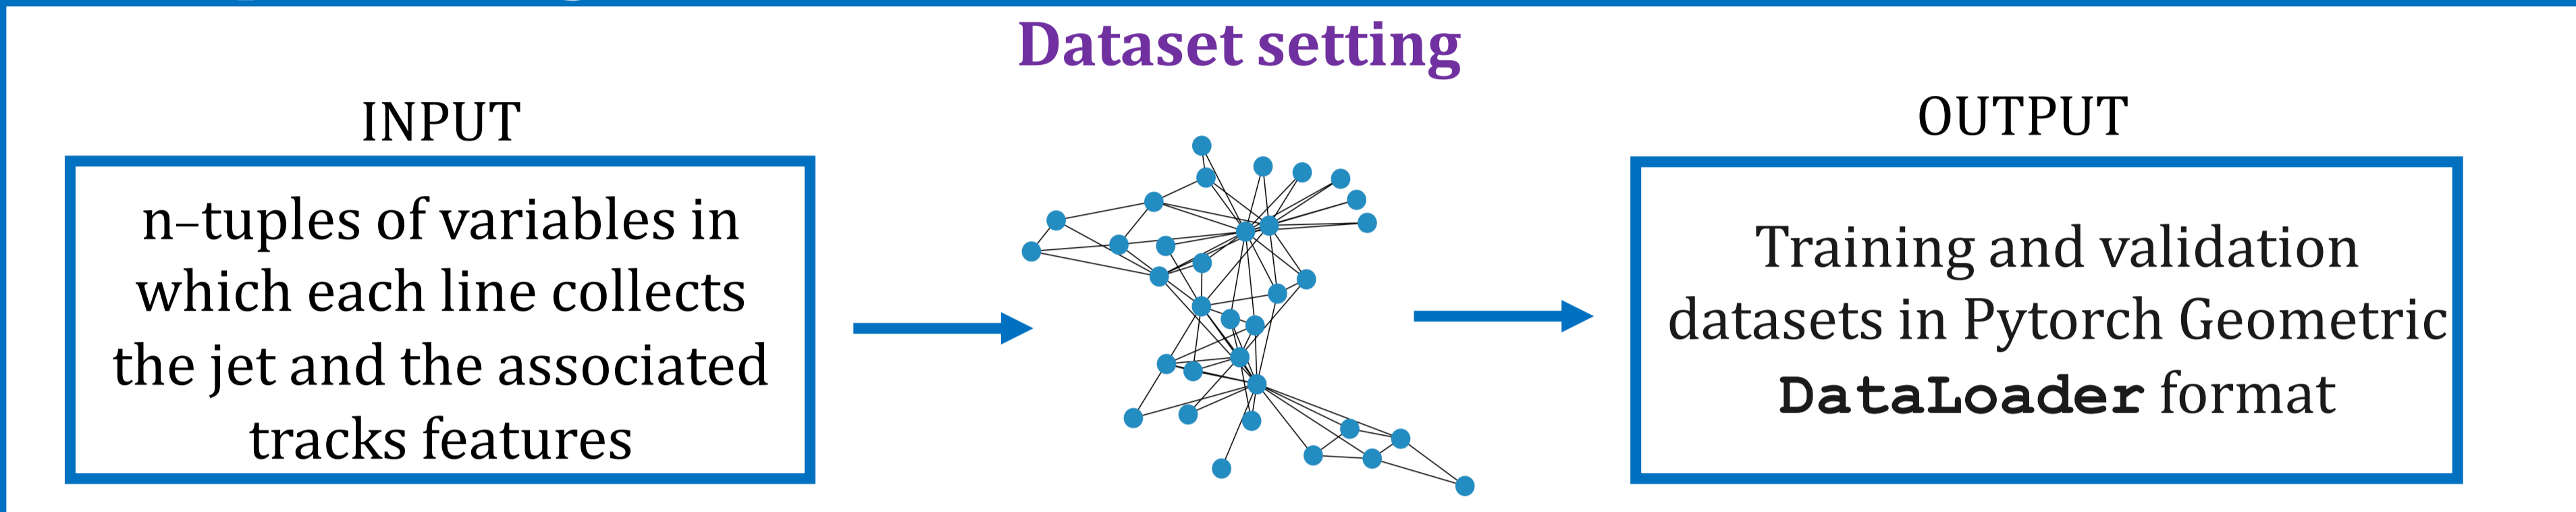 Dataset setting
INPUT
n–tuples of variables in
which each line collects
the jet and the associated
tracks features
OUTPUT
Training and validation
datasets in Pytorch Geometric
DataLoader format